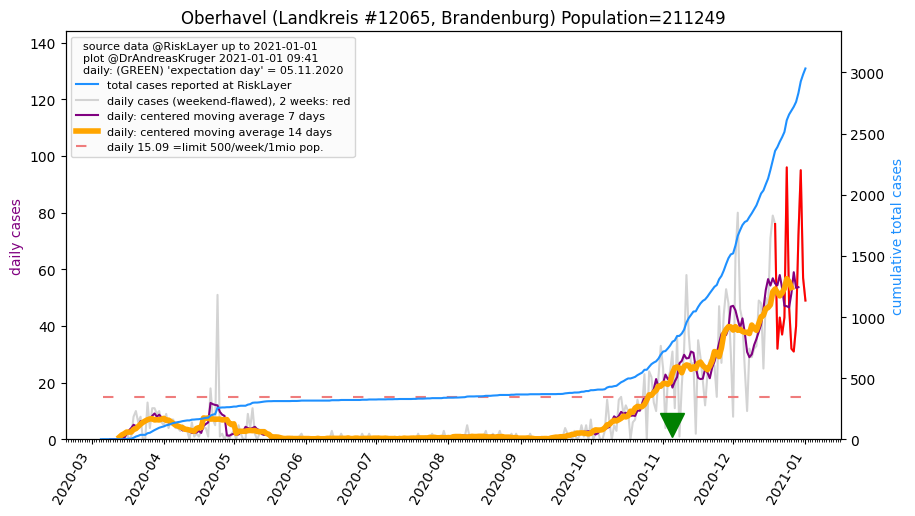 Oberhavel (Landkreis #12065, Brandenburg) Population=211249
source data @RiskLayer up to 2021-01-01
plot @DrAndreasKruger 2021-01-01 09:41
daily: (GREEN) 'expectation day' = 05.11.2020
total cases reported at RiskLayer
daily cases (weekend-flawed), 2 weeks: red
daily: centered moving average 7 days
daily: centered moving average 14 days
daily 15.09 =limit 500/week/1mio pop.
daily cases
140
120
100
80
60
40
20
0
cumulative total cases
3000
2500
2000
1500
1000
500
0
2020-03
2020-04
2020-05
2020-06
2020-07
2020-08
2020-09
2020-10
2020-11
2020-12
2021-01